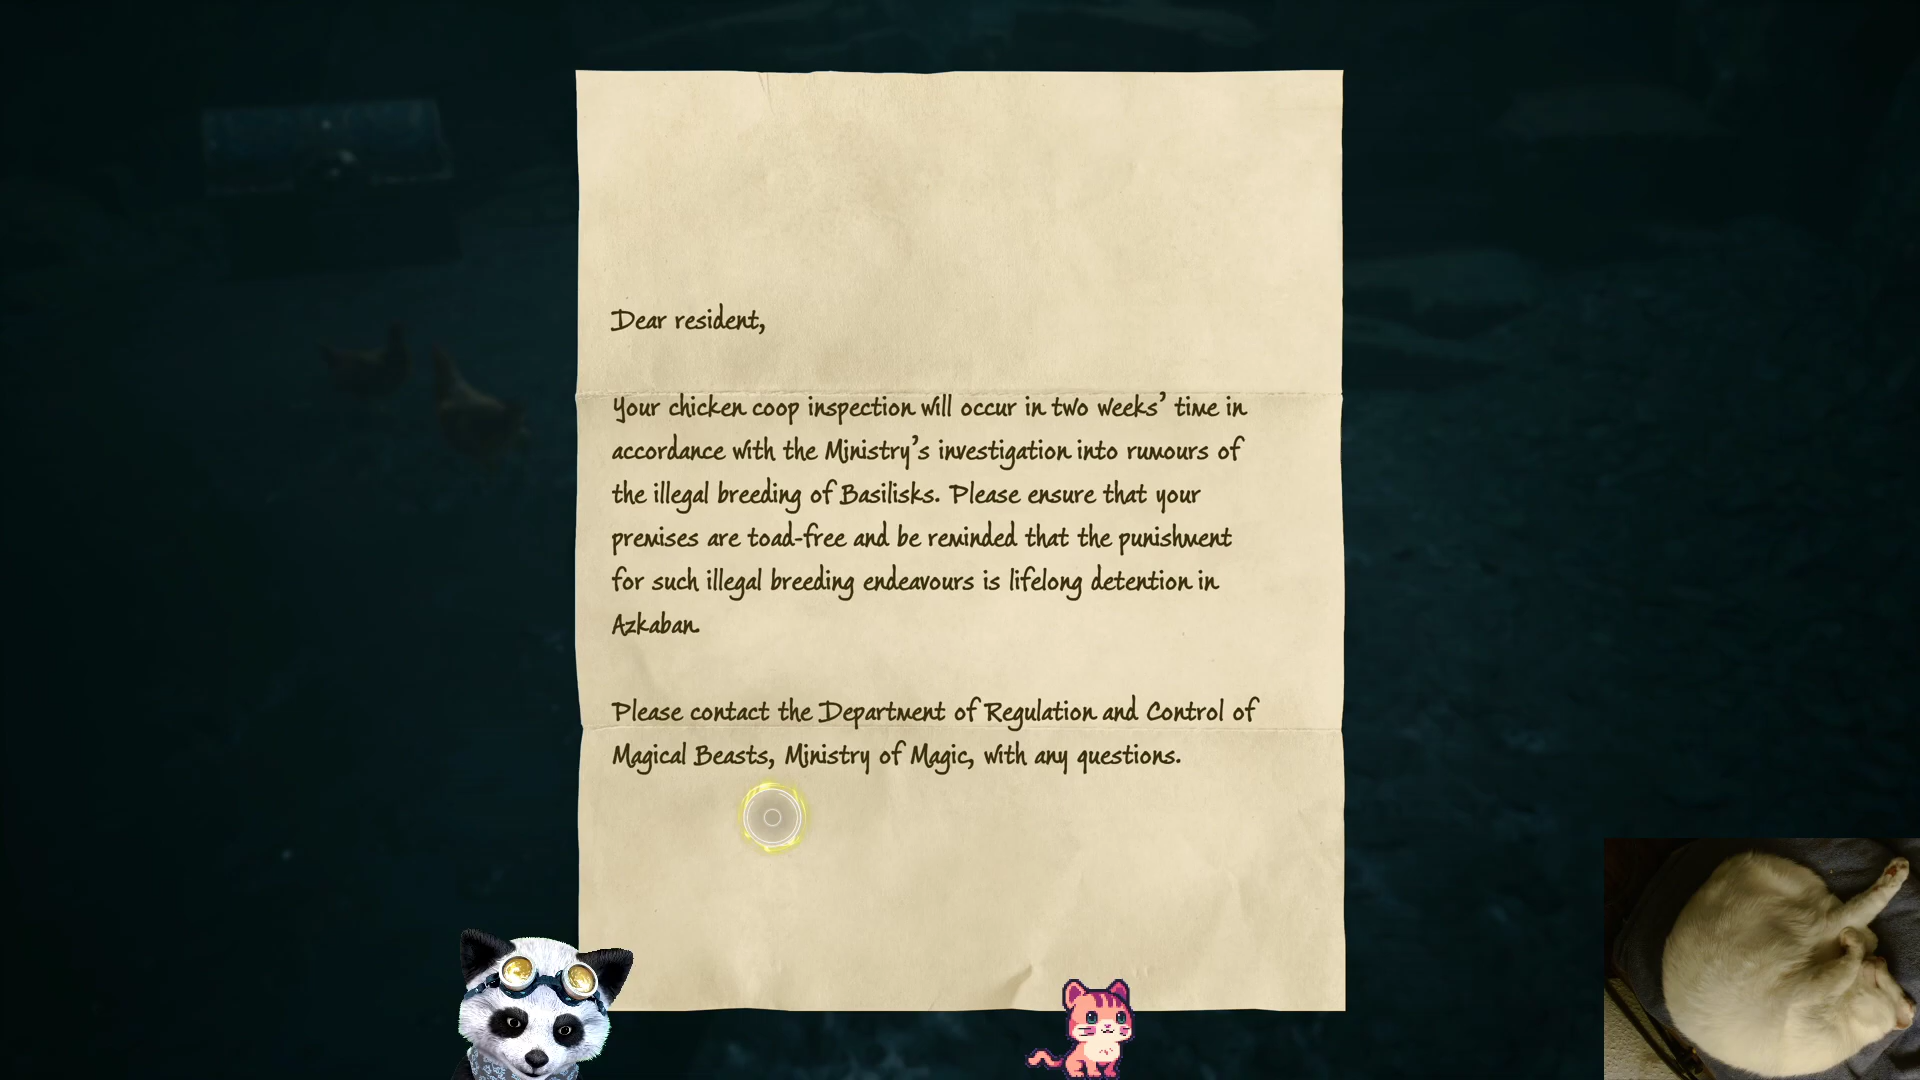 Dear resident,
Your chicken coop inspection will occur in two weeks' time in
accordance with the Ministry's investigation into rumours of
the illegal breeding of Basilisks. Please ensure that your
premises are toad-free and be reminded that the punishment
for such illegal breeding endeavours is lifelong detention in
Azkaban.
Please contact the Department of Regulation and Control of
Magical Beasts, Ministry of Magic, with any questions.